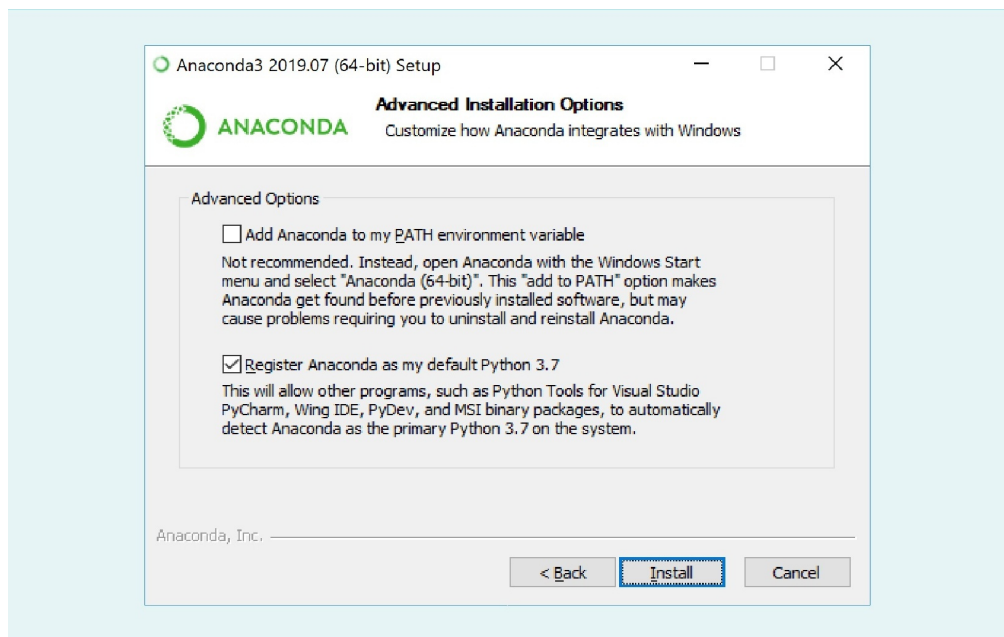 Anaconda3 2019.07 (64-bit) Setup
ANACONDA
Advanced Installation Options
Customize how Anaconda integrates with Windows
Advanced Options
Add Anaconda to my PATH environment variable
Not recommended. Instead, open Anaconda with the Windows Start
menu and select "Anaconda (64-bit)". This "add to PATH" option makes
Anaconda get found before previously installed software, but may
cause problems requiring you to uninstall and reinstall Anaconda.
Register Anaconda as my default Python 3.7
This will allow other programs, such as Python Tools for Visual Studio
PyCharm, Wing IDE, PyDev, and MSI binary packages, to automatically
detect Anaconda as the primary Python 3.7 on the system.
Anaconda, Inc.
< Back Install Cancel